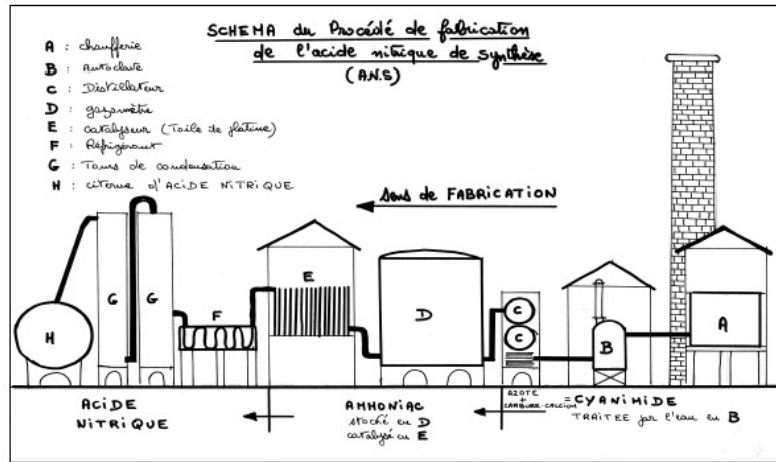 SCHEMA du Procédé de fabrication
de l'acide nitrique de synthèse
(A.N.S)
A : chaufferie
B : Autoclave
C : Distillateur
D : gazomètre
E : catalyseur (Toile de platine)
F : Réfrigérant
G : Tours de condensation
H : citerne d'ACIDE NITRIQUE
sens de FABRICATION
H
G
G
F
E
D
C
C
B
A
ACIDE
NITRIQUE
AMMONIAC
stocké en D
catalysé en E
AZOTE
+
CARBURE-CALCIUM
= CYANIMIDE
TRAITEE par l'eau en B